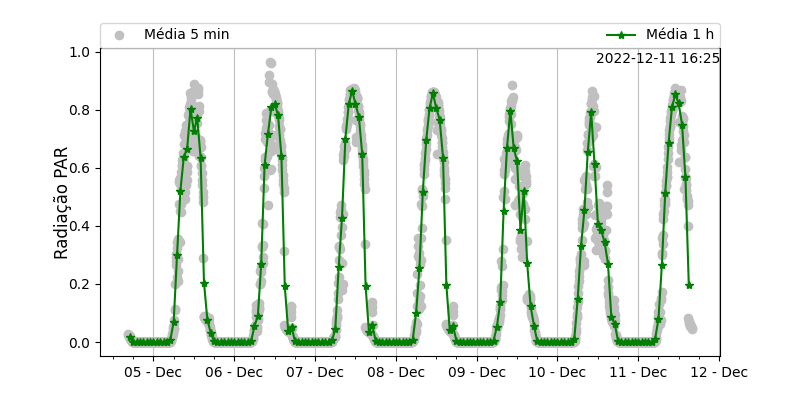 Média 5 min
Média 1 h
2022-12-11 16:25
Radiação PAR
1.0
0.8
0.6
0.4
0.2
0.0
05 - Dec
06 - Dec
07 - Dec
08 - Dec
09 - Dec
10 - Dec
11 - Dec
12 - Dec